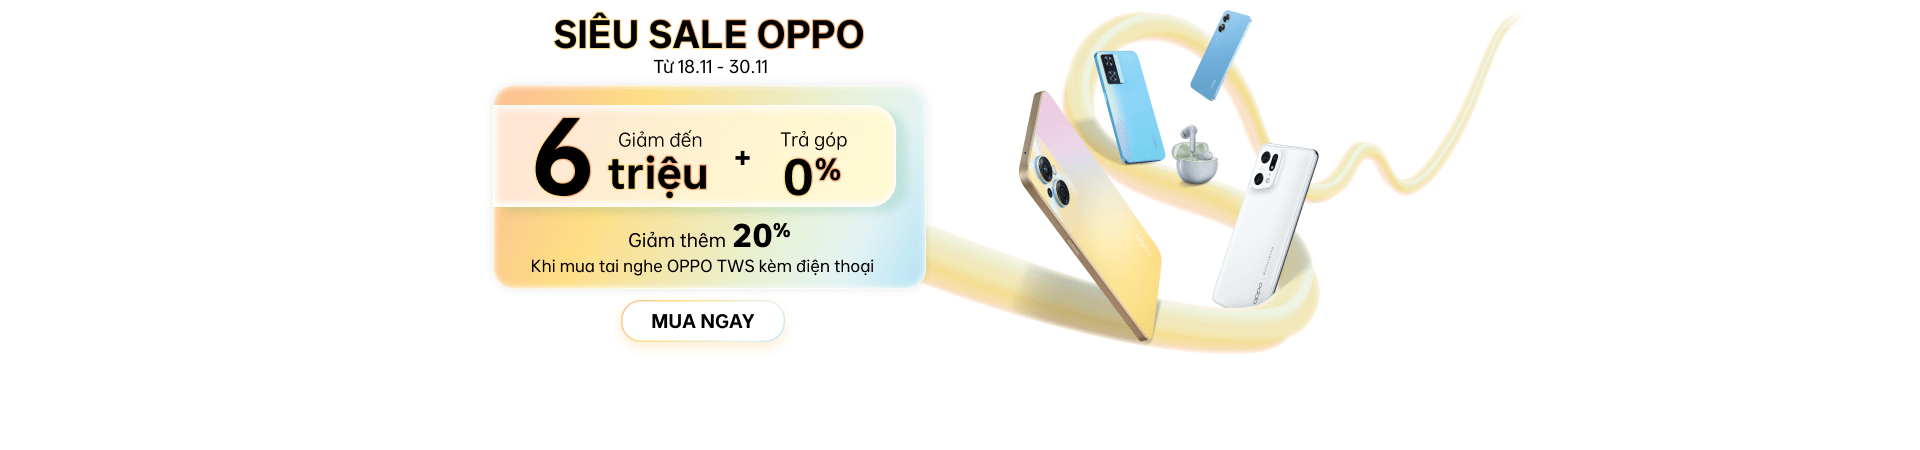 SIÊU SALE OPPO
Từ 18.11 - 30.11
6 Giảm đến triệu + Trả góp 0%
Giảm thêm 20%
Khi mua tai nghe OPPO TWS kèm điện thoại
MUA NGAY
oppo